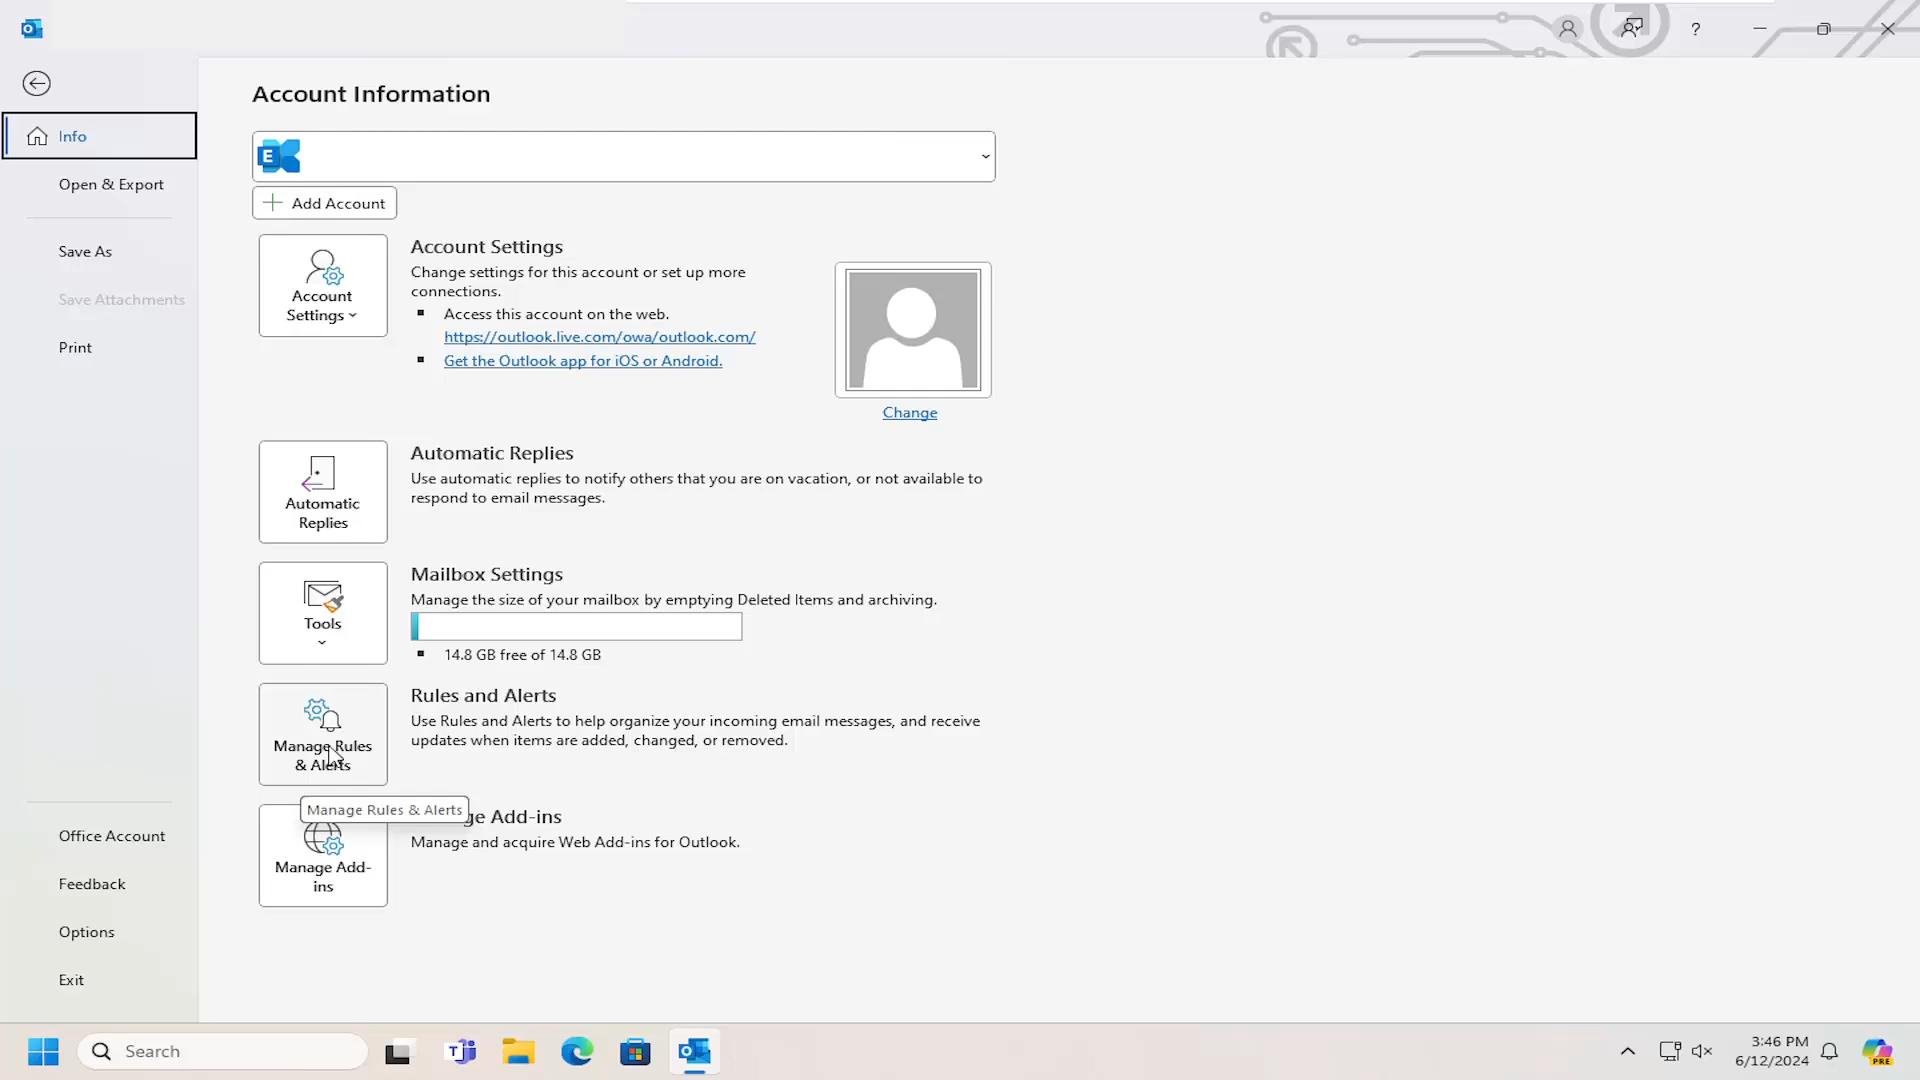 Account Information
Info
Open & Export
Save As
Save Attachments
Print
Office Account
Feedback
Options
Exit
E
Add Account
Account
Settings
Account Settings
Change settings for this account or set up more
connections.
Access this account on the web.
https://outlook.live.com/owa/outlook.com/
Get the Outlook app for iOS or Android.
Change
Automatic
Replies
Automatic Replies
Use automatic replies to notify others that you are on vacation, or not available to
respond to email messages.
Tools
Mailbox Settings
Manage the size of your mailbox by emptying Deleted Items and archiving.
14.8 GB free of 14.8 GB
Manage Rules
& Alerts
Rules and Alerts
Use Rules and Alerts to help organize your incoming email messages, and receive
updates when items are added, changed, or removed.
Manage Rules & Alerts
ge Add-ins
Manage and acquire Web Add-ins for Outlook.
Manage Add-
ins
Search
3:46 PM
6/12/2024
PRE